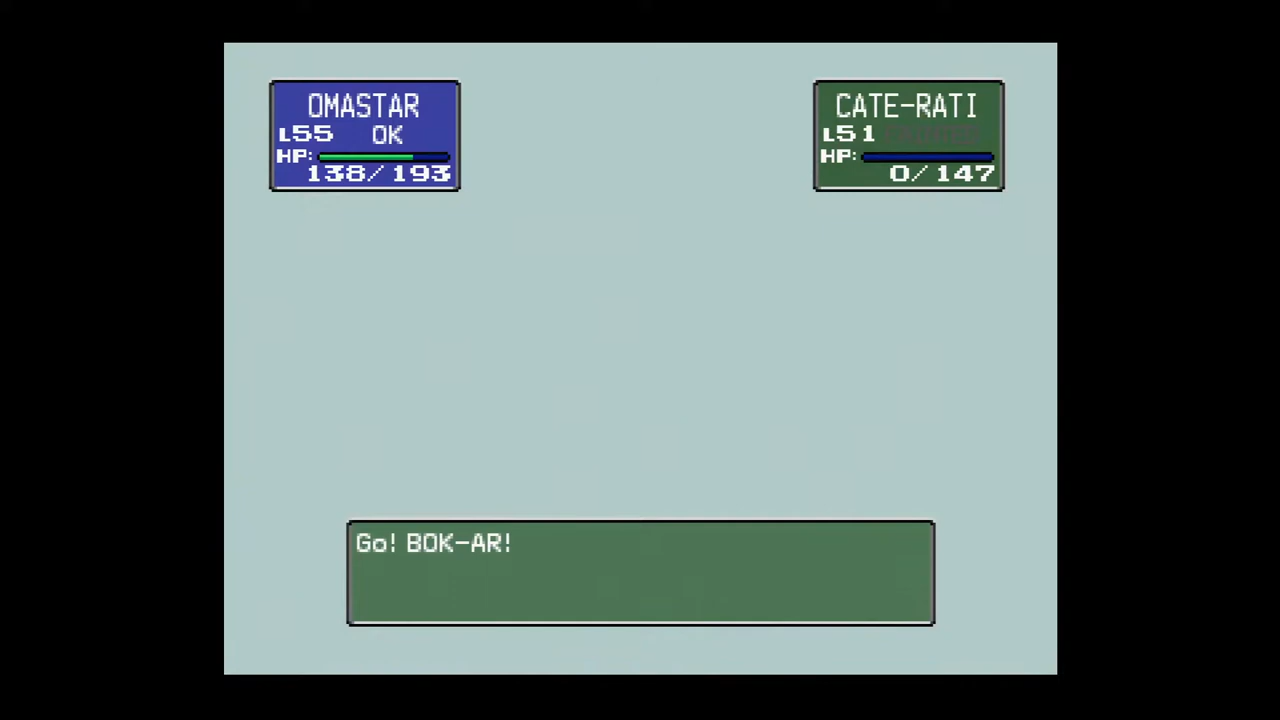 OMASTAR
L55 OK
HP:
138/193
CATE-RATI
L51
HP:
0/147
Go! BOK-AR!